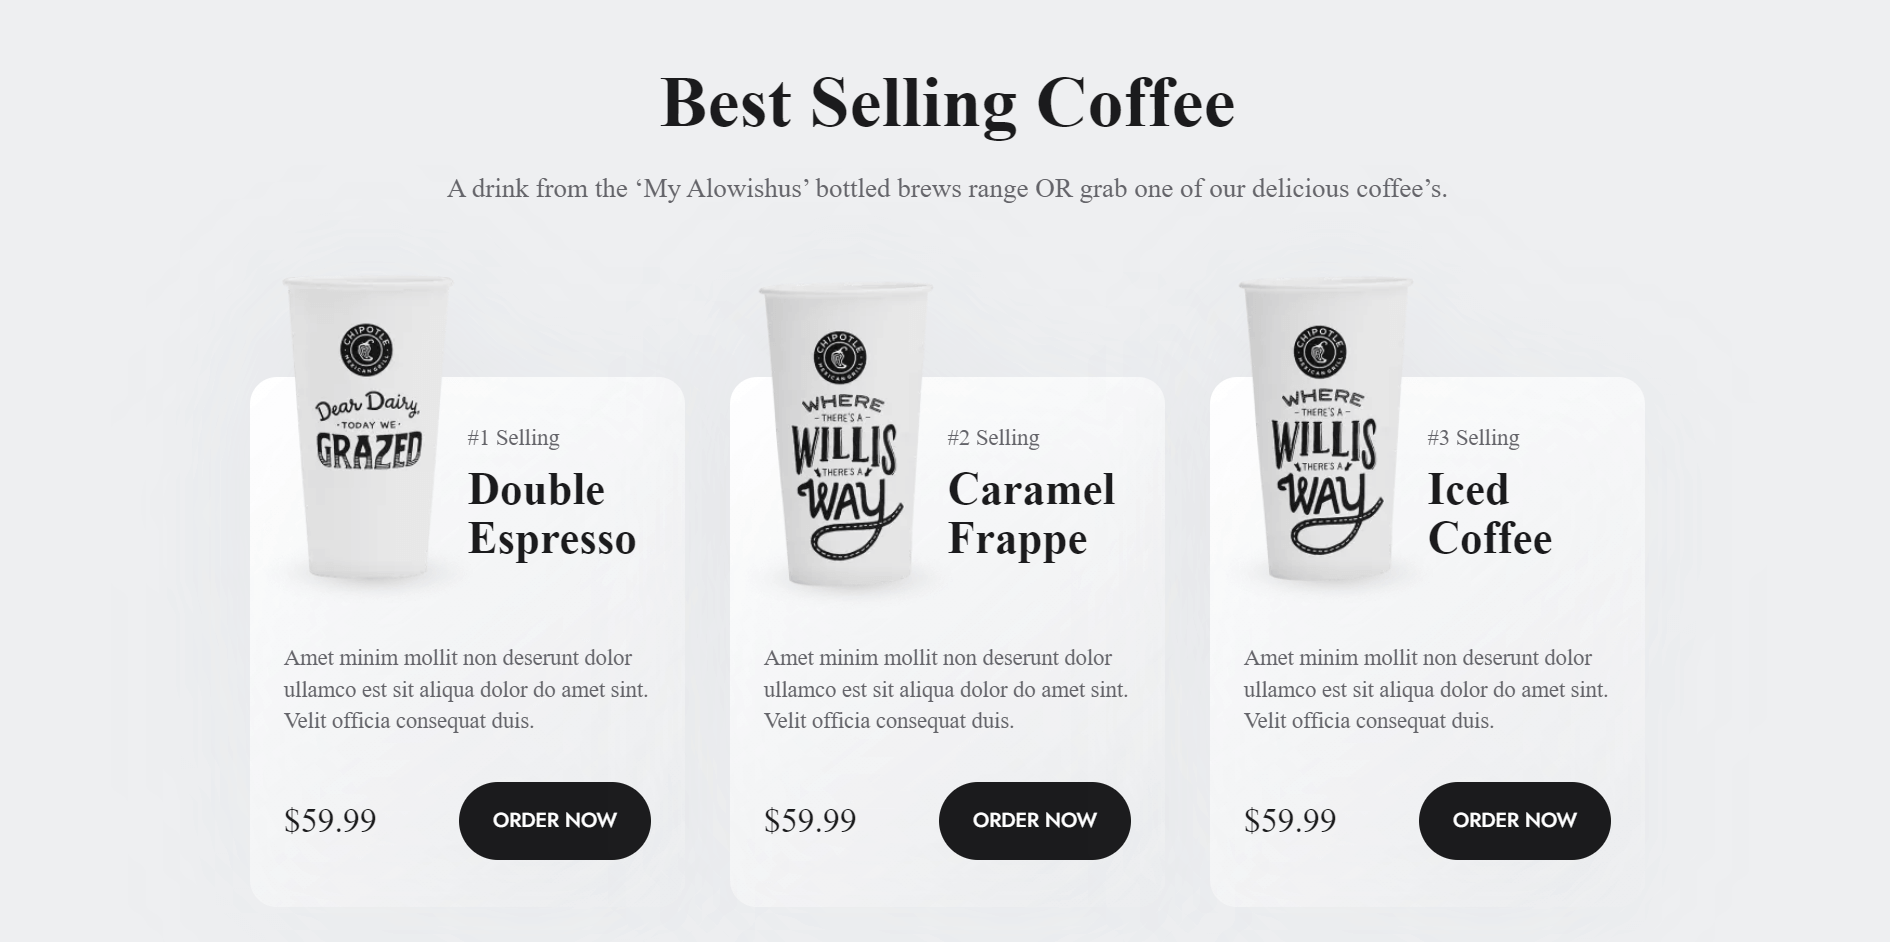 Best Selling Coffee
A drink from the ‘My Alowishus’ bottled brews range OR grab one of our delicious coffee’s.
CHIPOTLE
MEXICAN GRILL
Dear Dairy,
·TODAY WE·
GRAZED
#1 Selling
Double
Espresso
Amet minim mollit non deserunt dolor
ullamco est sit aliqua dolor do amet sint.
Velit officia consequat duis.
$59.99
ORDER NOW
CHIPOTLE
MEXICAN GRILL
WHERE
- THERE'S A -
WILLIS
THERE'S A
WAY
#2 Selling
Caramel
Frappe
Amet minim mollit non deserunt dolor
ullamco est sit aliqua dolor do amet sint.
Velit officia consequat duis.
$59.99
ORDER NOW
CHIPOTLE
MEXICAN GRILL
WHERE
- THERE'S A -
WILLIS
THERE'S A
WAY
#3 Selling
Iced
Coffee
Amet minim mollit non deserunt dolor
ullamco est sit aliqua dolor do amet sint.
Velit officia consequat duis.
$59.99
ORDER NOW